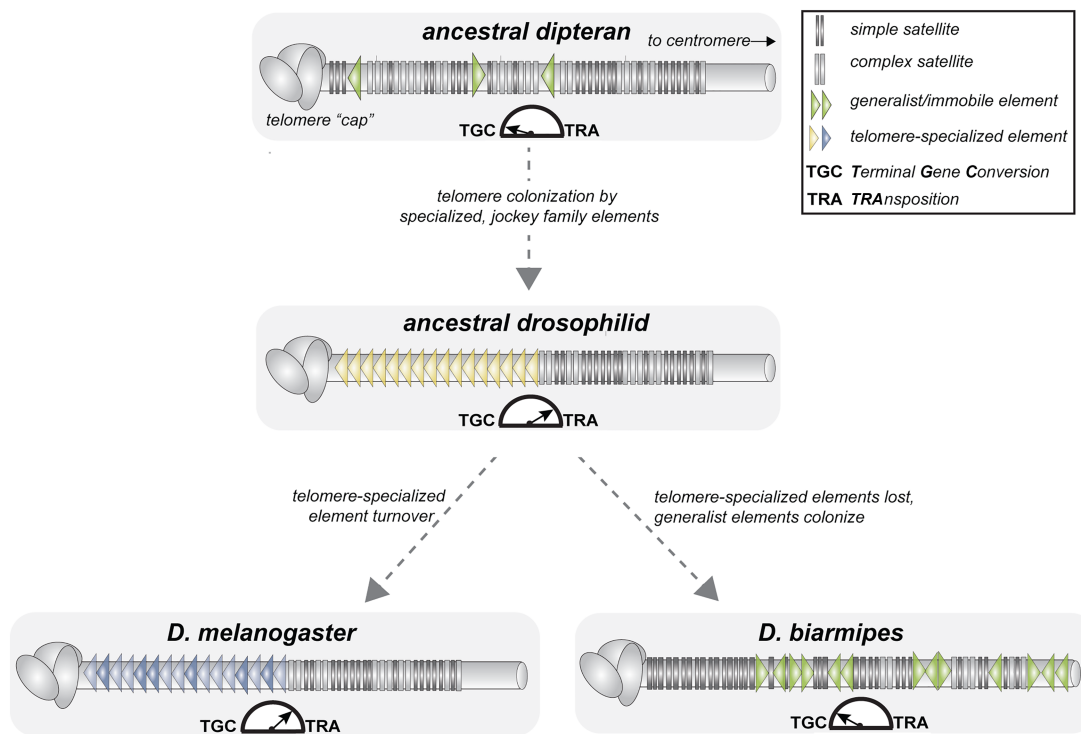 ancestral dipteran
to centromere
telomere “cap”
TGC
TRA
simple satellite
complex satellite
generalist/immobile element
telomere-specialized element
TGC Terminal Gene Conversion
TRA TRAnsposition
telomere colonization by
specialized, jockey family elements
ancestral drosophilid
TGC
TRA
telomere-specialized
element turnover
telomere-specialized elements lost,
generalist elements colonize
D. melanogaster
TGC
TRA
D. biarmipes
TGC
TRA